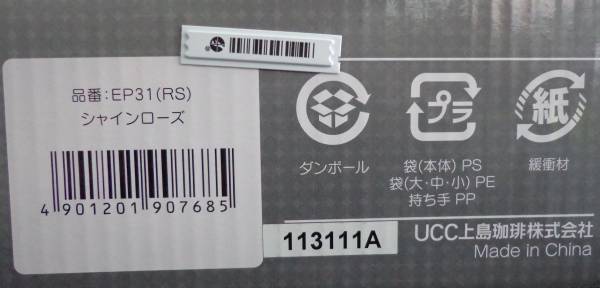 品番:EP31(RS)
シャインローズ
4 901201 907685
プラ
紙
ダンボール
袋(本体) PS
袋(大・中・小) PE
持ち手 PP
緩衝材
113111A
UCC上島珈琲株式会社
Made in China